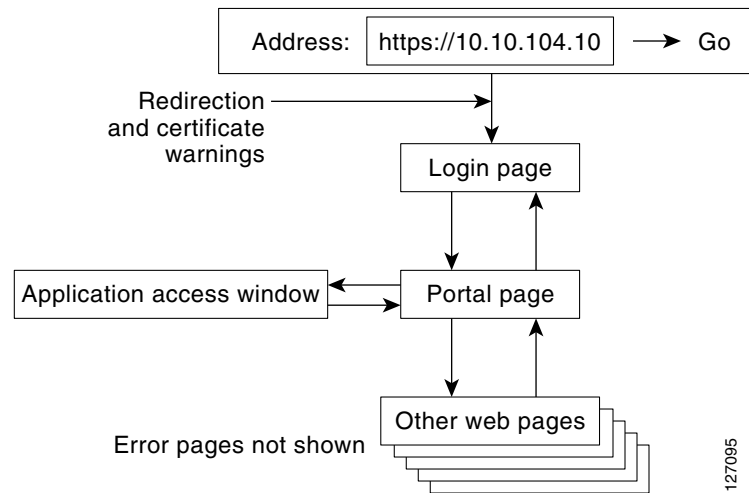 Address: https://10.10.104.10 Go
Redirection
and certificate
warnings
Login page
Application access window
Portal page
Other web pages
Error pages not shown
127095